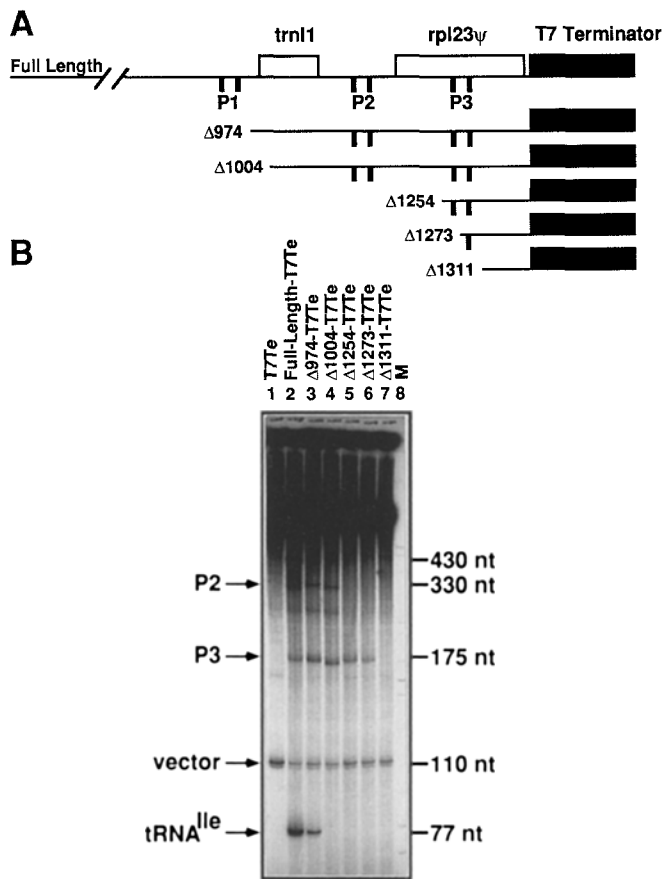 A
trnI1
rpl23ψ
T7 Terminator
Full Length
P1
P2
P3
Δ974
Δ1004
Δ1254
Δ1273
Δ1311
B
T7Te
Full-Length-T7Te
Δ974-T7Te
Δ1004-T7Te
Δ1254-T7Te
Δ1273-T7Te
Δ1311-T7Te
M
1 2 3 4 5 6 7 8
430 nt
P2
330 nt
P3
175 nt
vector
110 nt
tRNA Ile
77 nt